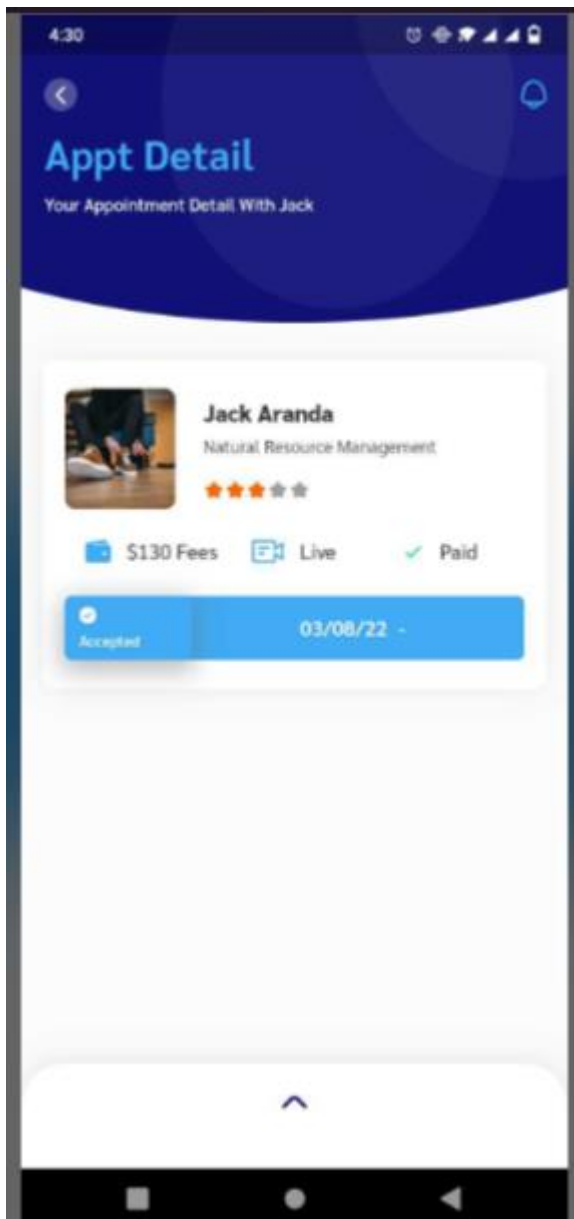 4:30
Appt Detail
Your Appointment Detail With Jack
Jack Aranda
Natural Resource Management
$130 Fees
Live
Paid
Accepted
03/08/22 -